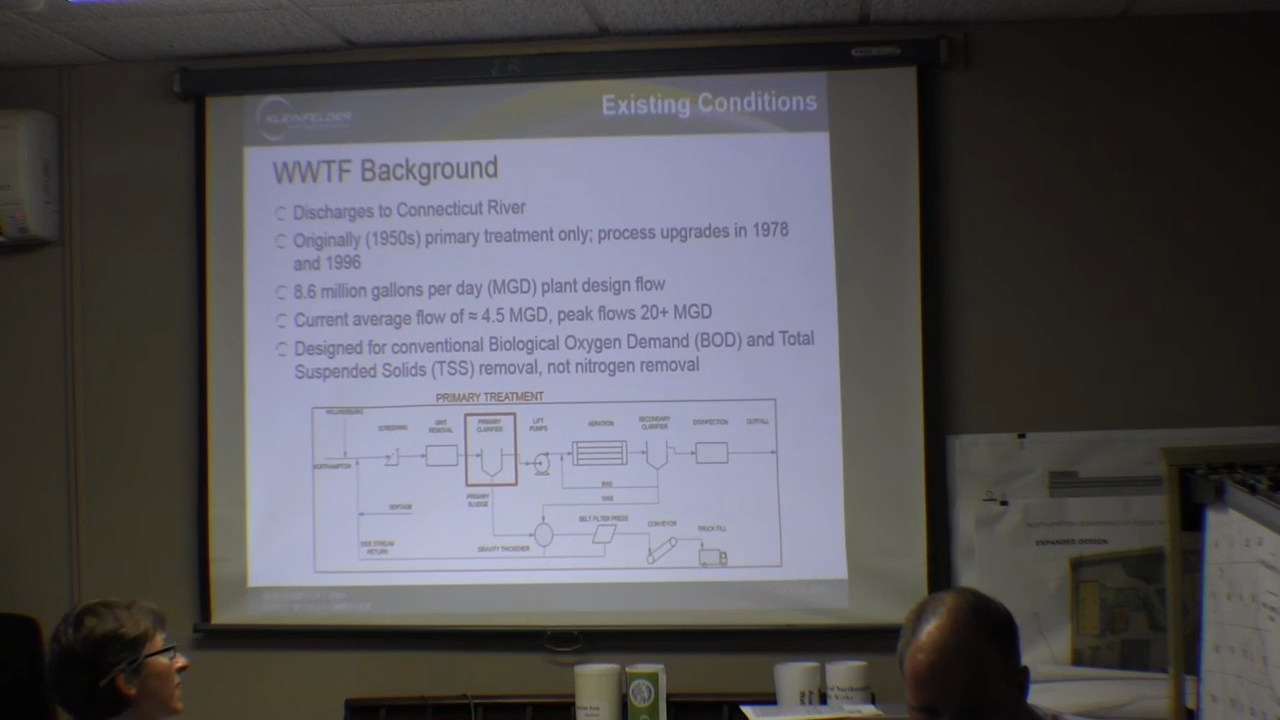 KLEINFELDER
Existing Conditions
WWTF Background
Discharges to Connecticut River
Originally (1950s) primary treatment only; process upgrades in 1978
and 1996
8.6 million gallons per day (MGD) plant design flow
Current average flow of ≈ 4.5 MGD, peak flows 20+ MGD
Designed for conventional Biological Oxygen Demand (BOD) and Total
Suspended Solids (TSS) removal, not nitrogen removal
PRIMARY TREATMENT
WILLIAMSBURG
SCREENING
GRIT
REMOVAL
PRIMARY
CLARIFIER
LIFT
PUMPS
AERATION
SECONDARY
CLARIFIER
DISINFECTION
OUTFALL
NORTHAMPTON
RAS
WAS
PRIMARY
SLUDGE
SEPTAGE
BELT FILTER PRESS
CONVEYOR
TRUCK FILL
SIDE STREAM
RETURN
GRAVITY THICKENER
NORTHAMPTON DEPARTMENT OF
EXPANDED DESIGN